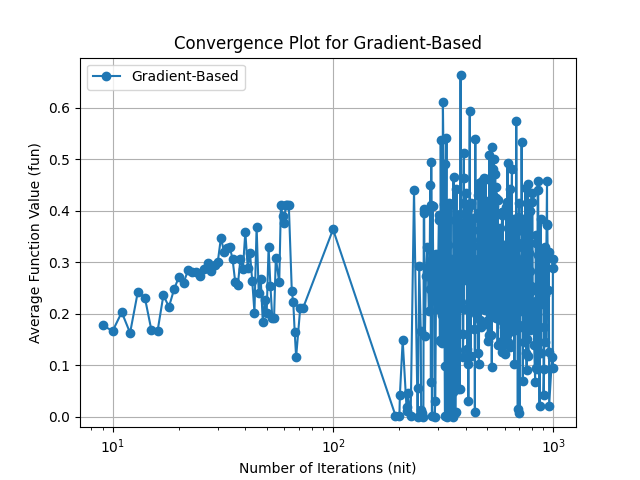 Convergence Plot for Gradient-Based
Gradient-Based
Average Function Value (fun)
0.6
0.5
0.4
0.3
0.2
0.1
0.0
10¹
10²
10³
Number of Iterations (nit)